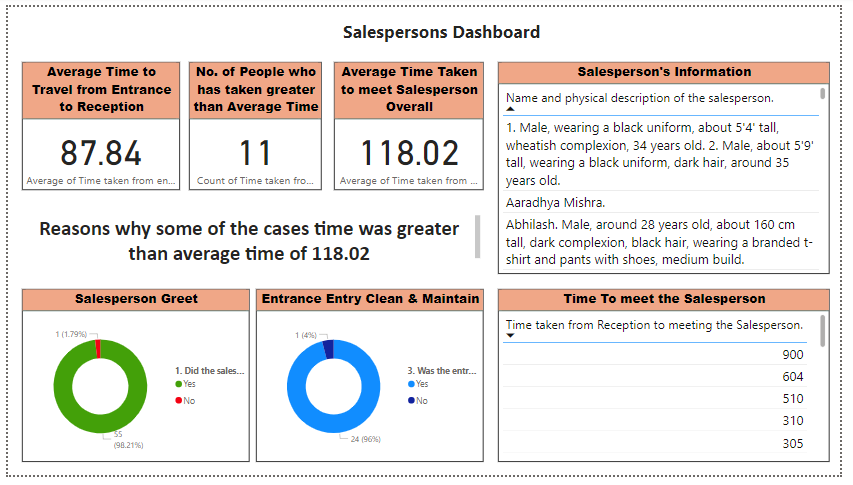 Salespersons Dashboard
Average Time to
Travel from Entrance
to Reception
87.84
Average of Time taken from en...
No. of People who
has taken greater
than Average Time
11
Count of Time taken fro...
Average Time Taken
to meet Salesperson
Overall
118.02
Average of Time taken from ...
Salesperson's Information
Name and physical description of the salesperson.
1. Male, wearing a black uniform, about 5'4' tall,
wheatish complexion, 34 years old. 2. Male, about 5'9'
tall, wearing a black uniform, dark hair, around 35
years old.
Aaradhya Mishra.
Abhilash. Male, around 28 years old, about 160 cm
tall, dark complexion, black hair, wearing a branded t-
shirt and pants with shoes, medium build.
Reasons why some of the cases time was greater
than average time of 118.02
Salesperson Greet
1 (1.79%)
55
(98.21%)
1. Did the sales...
Yes
No
Entrance Entry Clean & Maintain
1 (4%)
24 (96%)
3. Was the entr...
Yes
No
Time To meet the Salesperson
Time taken from Reception to meeting the Salesperson.
900
604
510
310
305